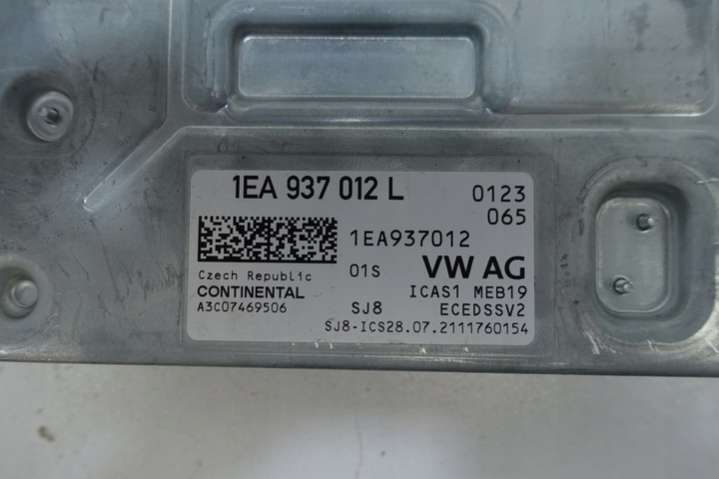 1EA 937 012 L 0123
065
1EA937012
Czech Republic 01S VW AG
CONTINENTAL ICAS1 MEB19
A3C07469506 SJ8 ECEDSSV2
SJ8-ICS28.07.2111760154